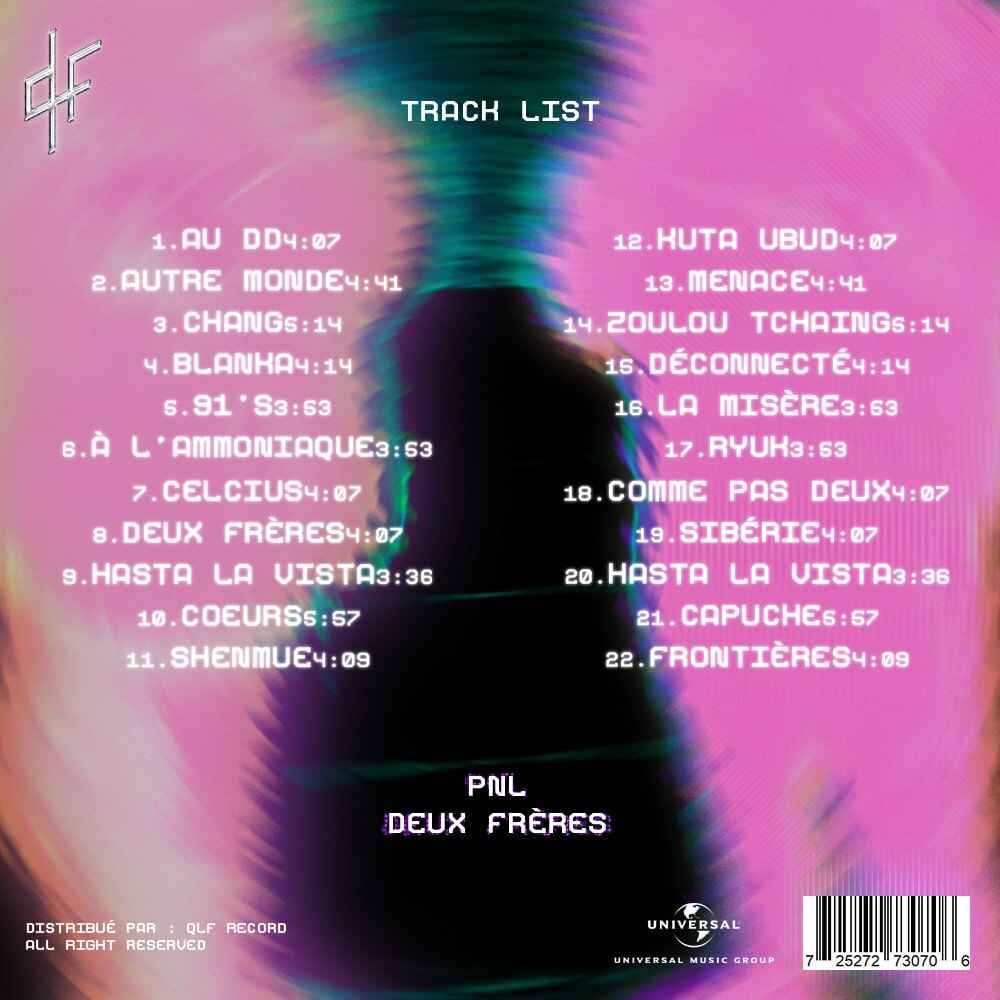 TRACK LIST
1.AU DD4:07
2.AUTRE MONDE4:41
3.CHANG5:14
4.BLANKA4:14
5.91'S3:53
6.À L'AMMONIAQUE3:53
7.CELCIUS4:07
8.DEUX FRÈRES4:07
9.HASTA LA VISTA3:36
10.COEURS5:57
11.SHENMUE4:09
12.KUTA UBUD4:07
13.MENACE4:41
14.ZOULOU TCHAING5:14
15.DÉCONNECTÉ4:14
16.LA MISÈRE3:53
17.RYUK3:53
18.COMME PAS DEUX4:07
19.SIBÉRIE4:07
20.HASTA LA VISTA3:36
21.CAPUCHE5:57
22.FRONTIÈRES4:09
PNL
DEUX FRÈRES
DISTRIBUÉ PAR : QLF RECORD
ALL RIGHT RESERVED
UNIVERSAL
UNIVERSAL MUSIC GROUP
7 25272 73070 6